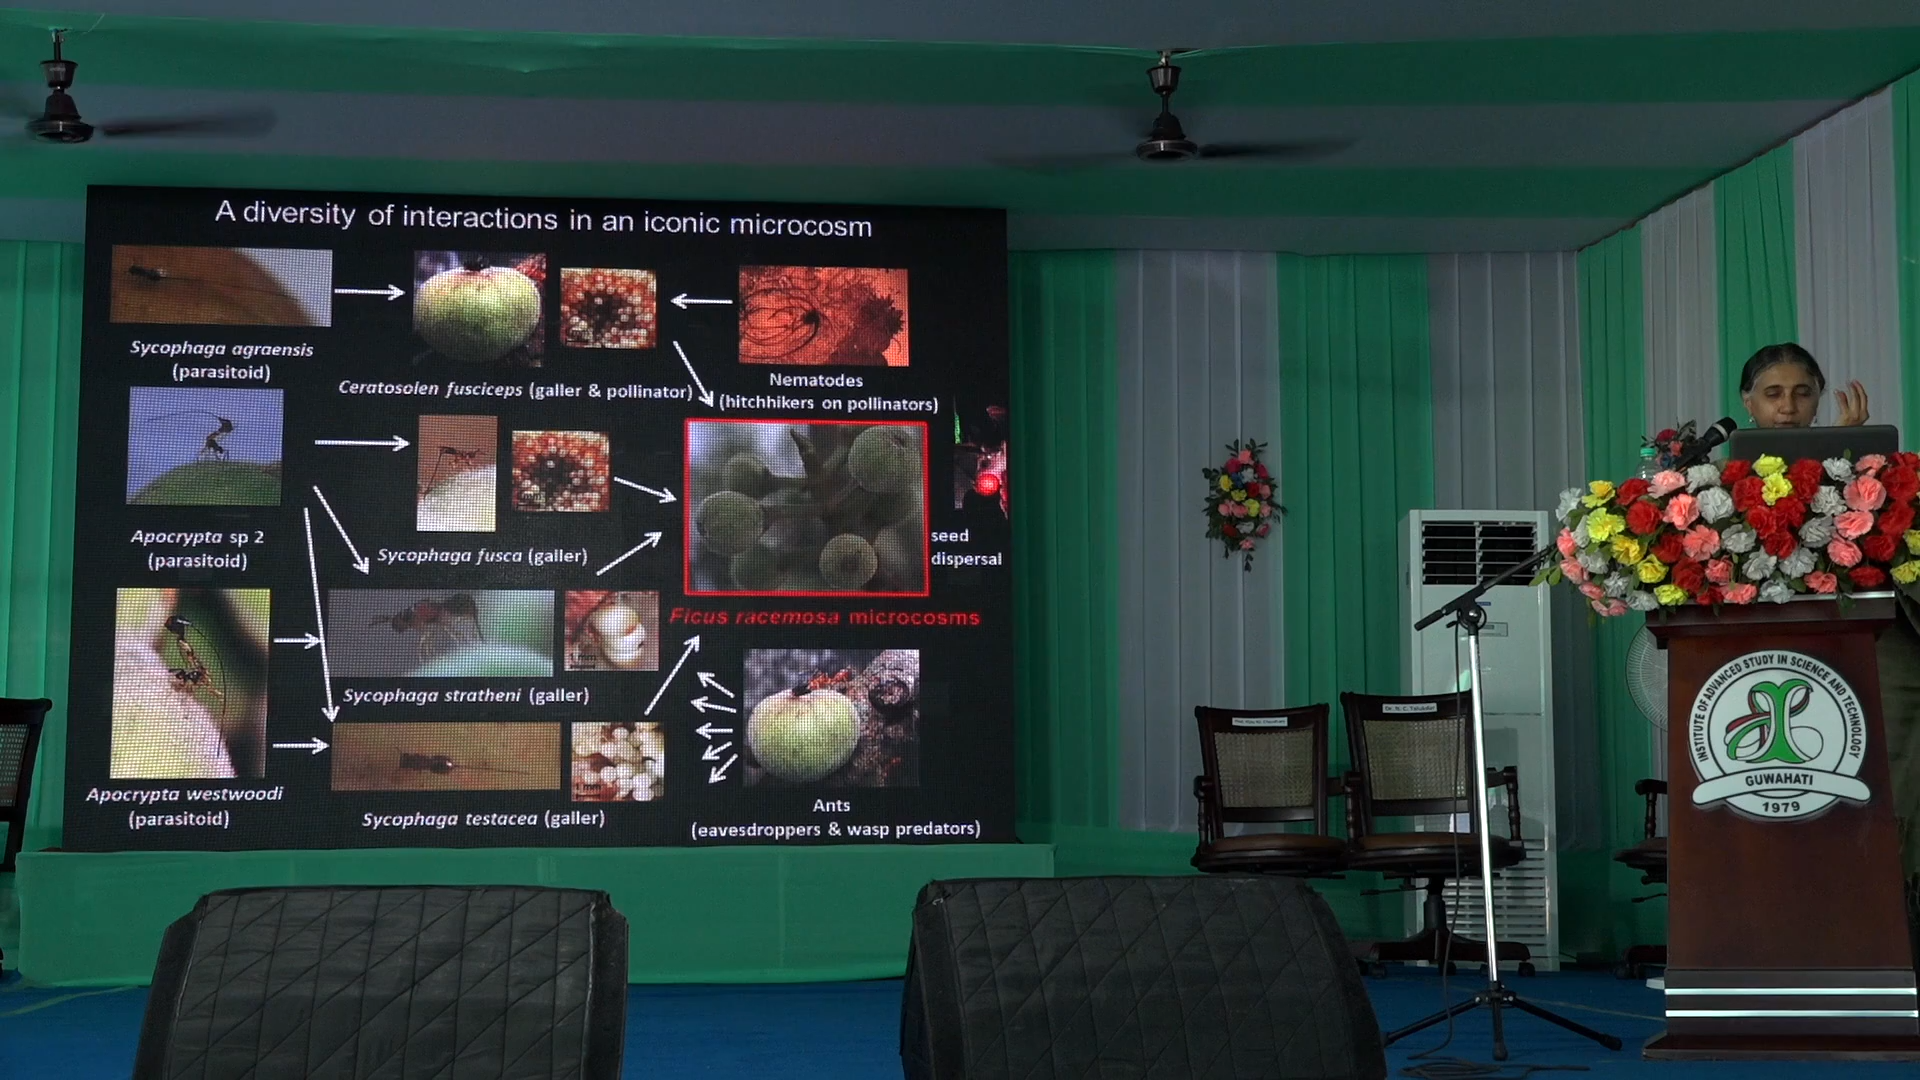 A diversity of interactions in an iconic microcosm
Sycophaga agraensis
(parasitoid)
Ceratosolen fusciceps (galler & pollinator)
Nematodes
(hitchhikers on pollinators)
Apocrypta sp 2
(parasitoid)
Sycophaga fusca (galler)
seed
dispersal
Ficus racemosa microcosms
Sycophaga stratheni (galler)
Apocrypta westwoodi
(parasitoid)
Sycophaga testacea (galler)
Ants
(eavesdroppers & wasp predators)
Dr. N. C. Talukdar
INSTITUTE OF ADVANCED STUDY IN SCIENCE AND TECHNOLOGY
GUWAHATI
1979